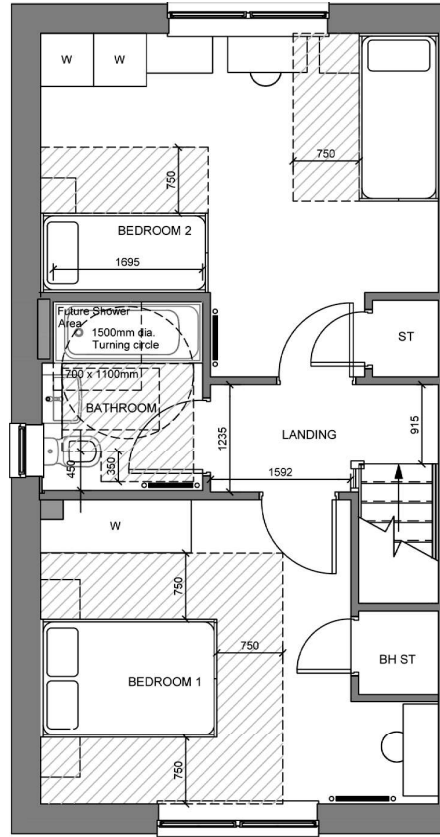 W
W
750
750
BEDROOM 2
1695
Future Shower
Area
1500mm dia.
Turning circle
ST
700 x 1100mm
BATHROOM
1235
LANDING
915
450
350
1592
W
750
750
BH ST
BEDROOM 1
750